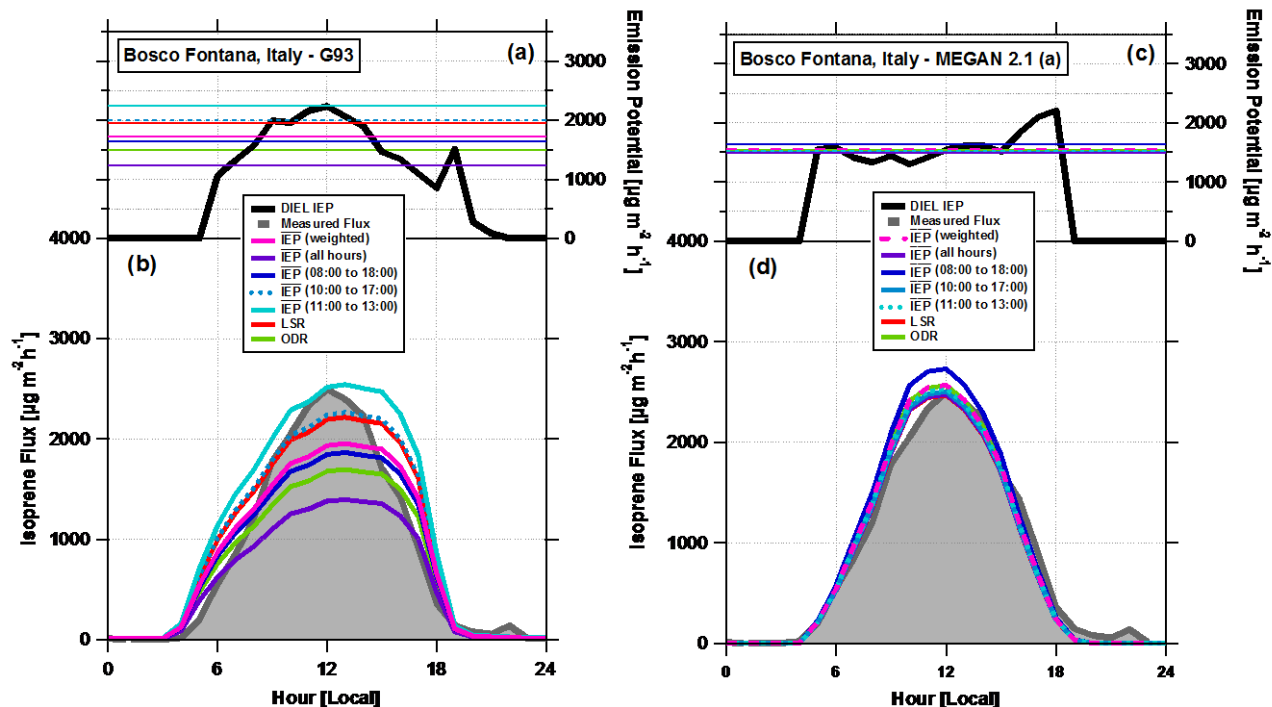 Bosco Fontana, Italy - G93
(a)
3000
2000
1000
0
Emission Potential [µg m-2 h-1]
DIEL IEP
Measured Flux
IEP (weighted)
IEP (all hours)
IEP (08:00 to 18:00)
IEP (10:00 to 17:00)
IEP (11:00 to 13:00)
LSR
ODR
(b)
4000
3000
2000
1000
0
Isoprene Flux [µg m-2 h-1]
0
6
12
18
24
Hour [Local]
Bosco Fontana, Italy - MEGAN 2.1 (a)
(c)
3000
2000
1000
0
Emission Potential [µg m-2 h-1]
DIEL IEP
Measured Flux
IEP (weighted)
IEP (all hours)
IEP (08:00 to 18:00)
IEP (10:00 to 17:00)
IEP (11:00 to 13:00)
LSR
ODR
(d)
4000
3000
2000
1000
0
Isoprene Flux [µg m-2 h-1]
0
6
12
18
24
Hour [Local]